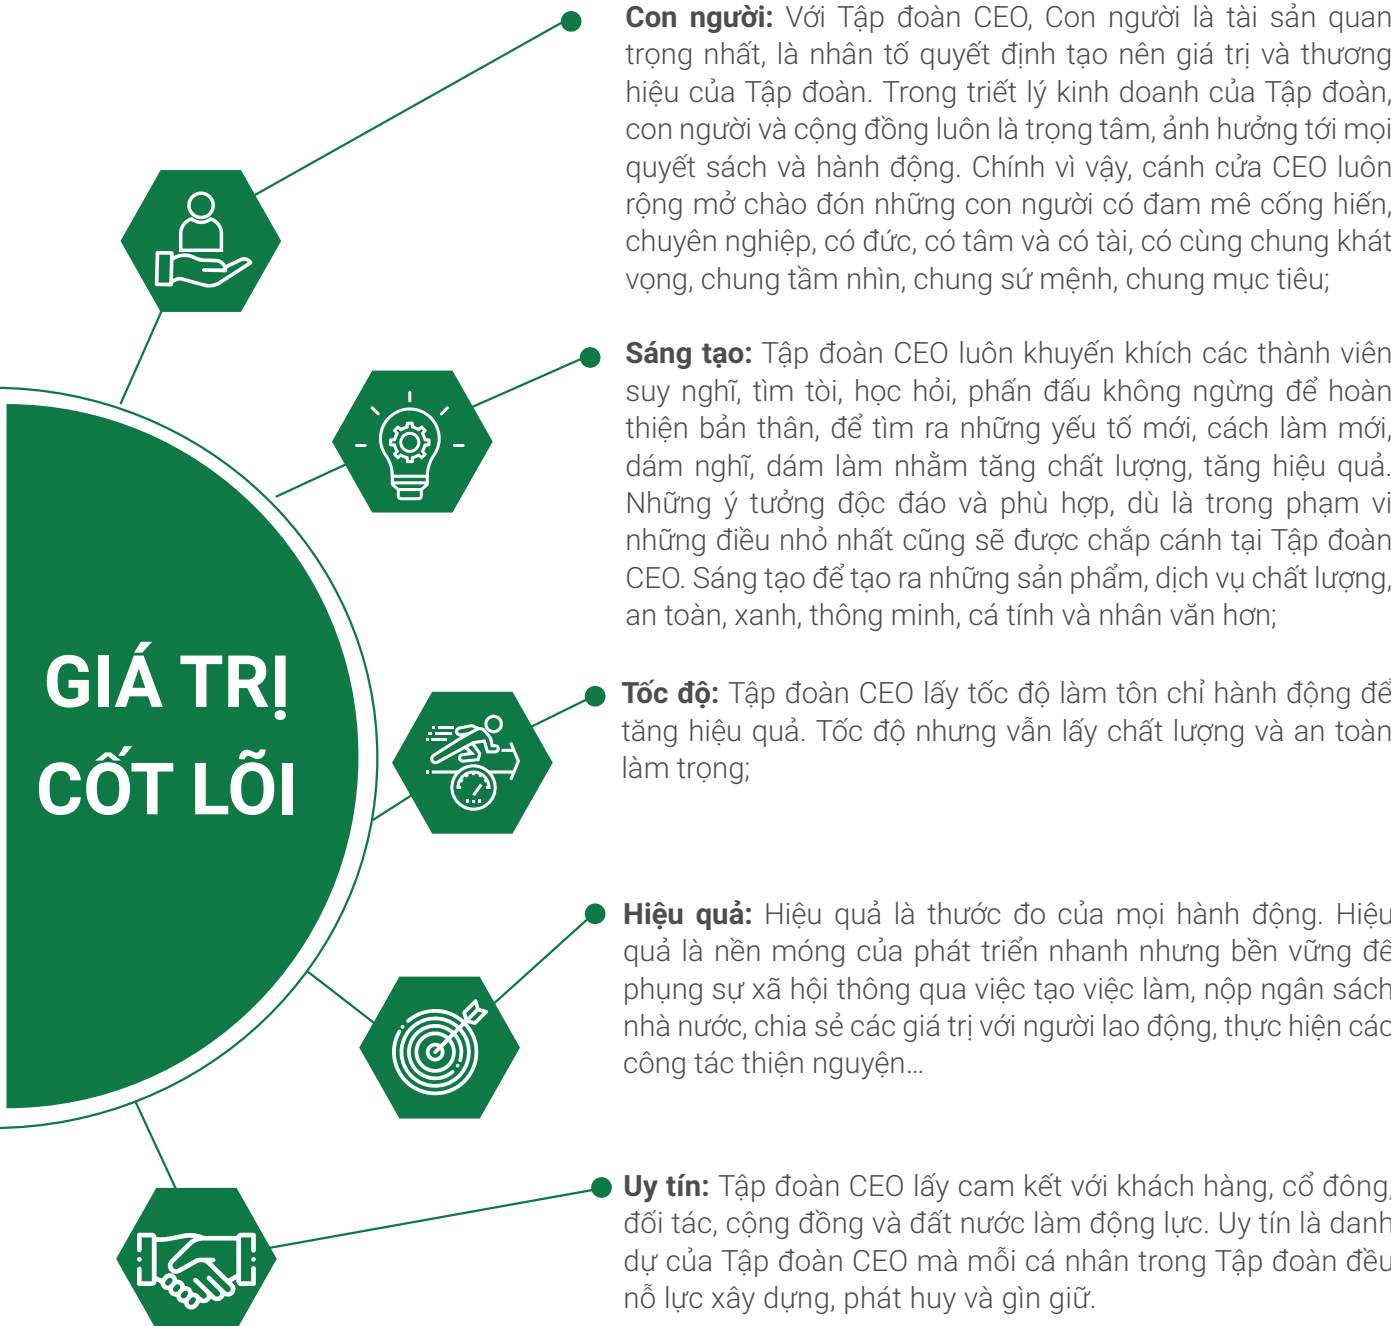 Con người: Với Tập đoàn CEO, Con người là tài sản quan
trọng nhất, là nhân tố quyết định tạo nên giá trị và thương
hiệu của Tập đoàn. Trong triết lý kinh doanh của Tập đoàn,
con người và cộng đồng luôn là trọng tâm, ảnh hưởng tới mọi
quyết sách và hành động. Chính vì vậy, cánh cửa CEO luôn
rộng mở chào đón những con người có đam mê cống hiến,
chuyên nghiệp, có đức, có tâm và có tài, có cùng chung khát
vọng, chung tầm nhìn, chung sứ mệnh, chung mục tiêu;
Sáng tạo: Tập đoàn CEO luôn khuyến khích các thành viên
suy nghĩ, tìm tòi, học hỏi, phấn đấu không ngừng để hoàn
thiện bản thân, để tìm ra những yếu tố mới, cách làm mới,
dám nghĩ, dám làm nhằm tăng chất lượng, tăng hiệu quả.
Những ý tưởng độc đáo và phù hợp, dù là trong phạm vi
những điều nhỏ nhất cũng sẽ được chắp cánh tại Tập đoàn
CEO. Sáng tạo để tạo ra những sản phẩm, dịch vụ chất lượng,
an toàn, xanh, thông minh, cá tính và nhân văn hơn;
GIÁ TRỊ
CỐT LÕI
Tốc độ: Tập đoàn CEO lấy tốc độ làm tôn chỉ hành động để
tăng hiệu quả. Tốc độ nhưng vẫn lấy chất lượng và an toàn
làm trọng;
Hiệu quả: Hiệu quả là thước đo của mọi hành động. Hiệu
quả là nền móng của phát triển nhanh nhưng bền vững để
phụng sự xã hội thông qua việc tạo việc làm, nộp ngân sách
nhà nước, chia sẻ các giá trị với người lao động, thực hiện các
công tác thiện nguyện...
Uy tín: Tập đoàn CEO lấy cam kết với khách hàng, cổ đông,
đối tác, cộng đồng và đất nước làm động lực. Uy tín là danh
dự của Tập đoàn CEO mà mỗi cá nhân trong Tập đoàn đều
nỗ lực xây dựng, phát huy và gìn giữ.